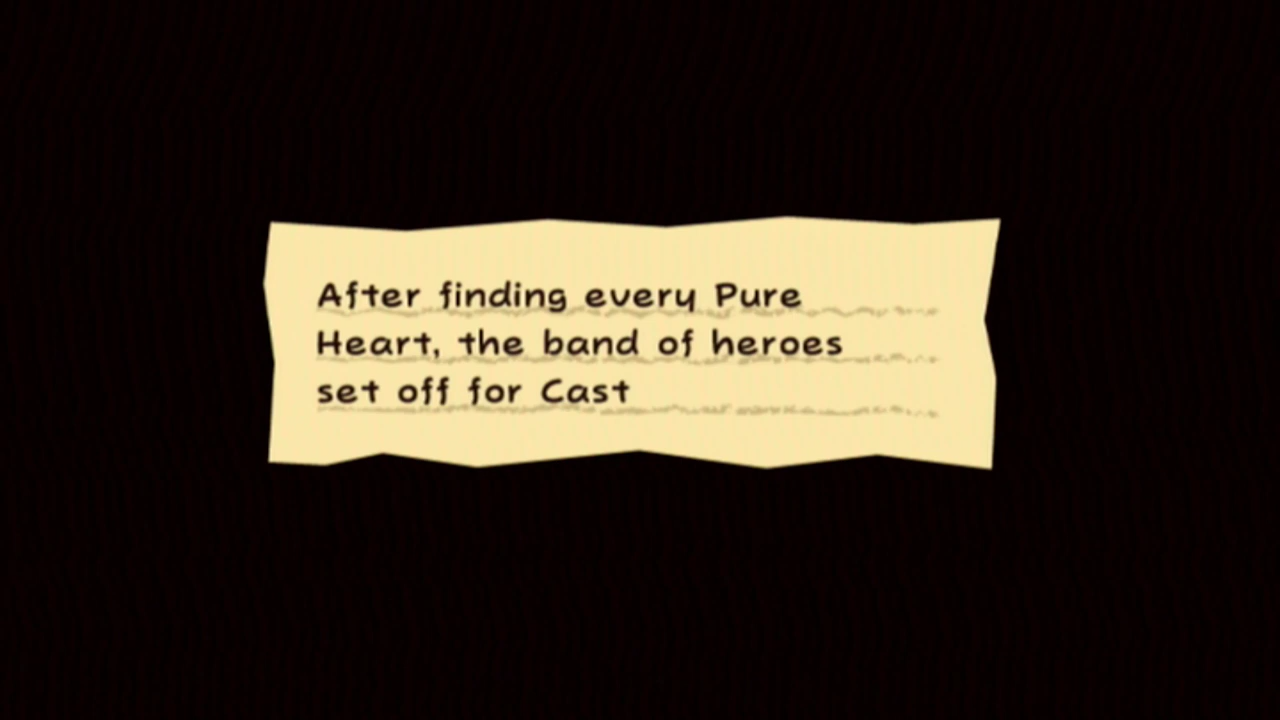 After finding every Pure
Heart, the band of heroes
set off for Cast